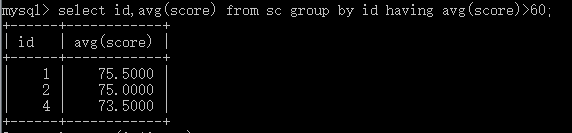 mysql> select id,avg(score) from sc group by id having avg(score)>60;
+------+------------+
| id   | avg(score) |
+------+------------+
|    1 |    75.5000 |
|    2 |    75.0000 |
|    4 |    73.5000 |
+------+------------+